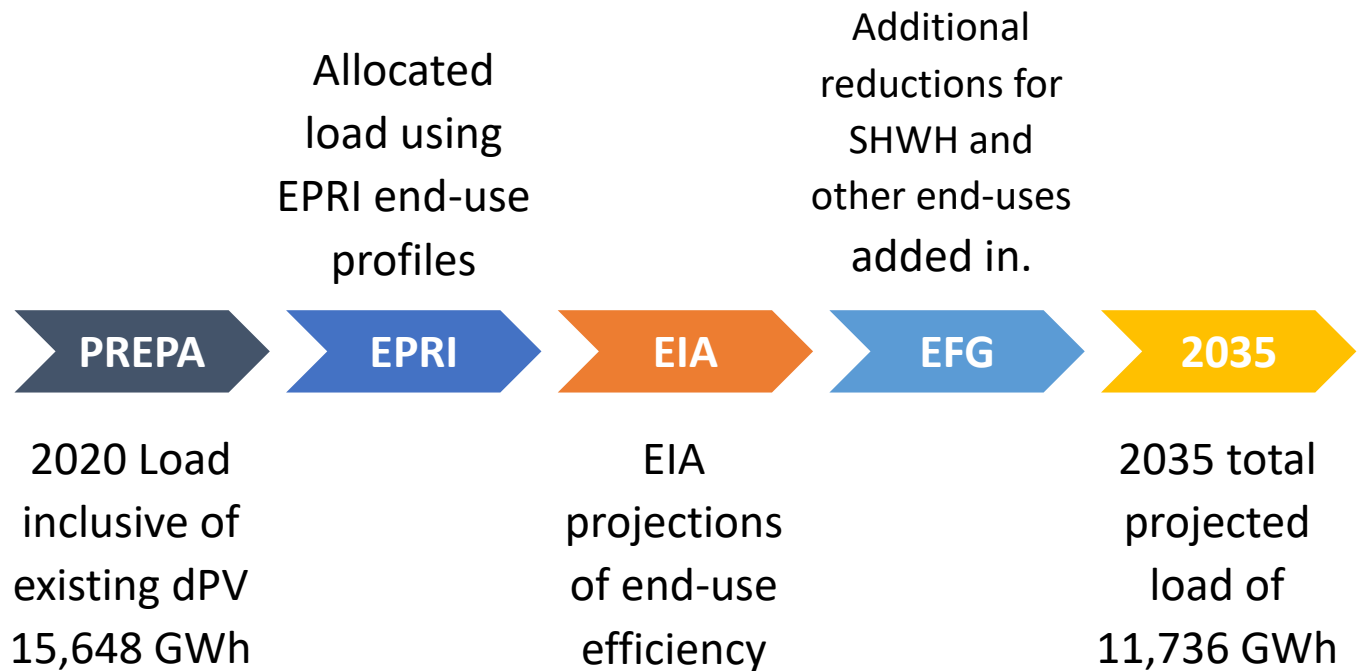 Allocated
load using
EPRI end-use
profiles
Additional
reductions for
SHWH and
other end-uses
added in.
PREPA
EPRI
EIA
EFG
2035
2020 Load
inclusive of
existing dPV
15,648 GWh
EIA
projections
of end-use
efficiency
2035 total
projected
load of
11,736 GWh